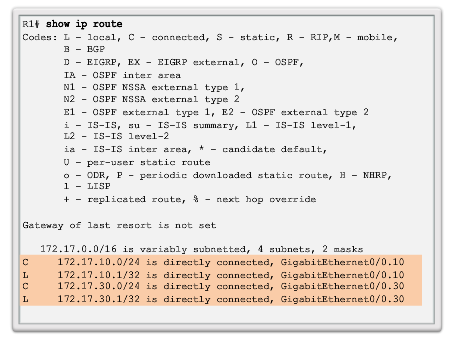 R1# show ip route
Codes: L - local, C - connected, S - static, R - RIP,M - mobile,
B - BGP
D - EIGRP, EX - EIGRP external, O - OSPF,
IA - OSPF inter area
N1 - OSPF NSSA external type 1,
N2 - OSPF NSSA external type 2
E1 - OSPF external type 1, E2 - OSPF external type 2
i - IS-IS, su - IS-IS summary, L1 - IS-IS level-1,
L2 - IS-IS level-2
ia - IS-IS inter area, * - candidate default,
U - per-user static route
o - ODR, P - periodic downloaded static route, H - NHRP,
l - LISP
+ - replicated route, % - next hop override
Gateway of last resort is not set
172.17.0.0/16 is variably subnetted, 4 subnets, 2 masks
C 172.17.10.0/24 is directly connected, GigabitEthernet0/0.10
L 172.17.10.1/32 is directly connected, GigabitEthernet0/0.10
C 172.17.30.0/24 is directly connected, GigabitEthernet0/0.30
L 172.17.30.1/32 is directly connected, GigabitEthernet0/0.30